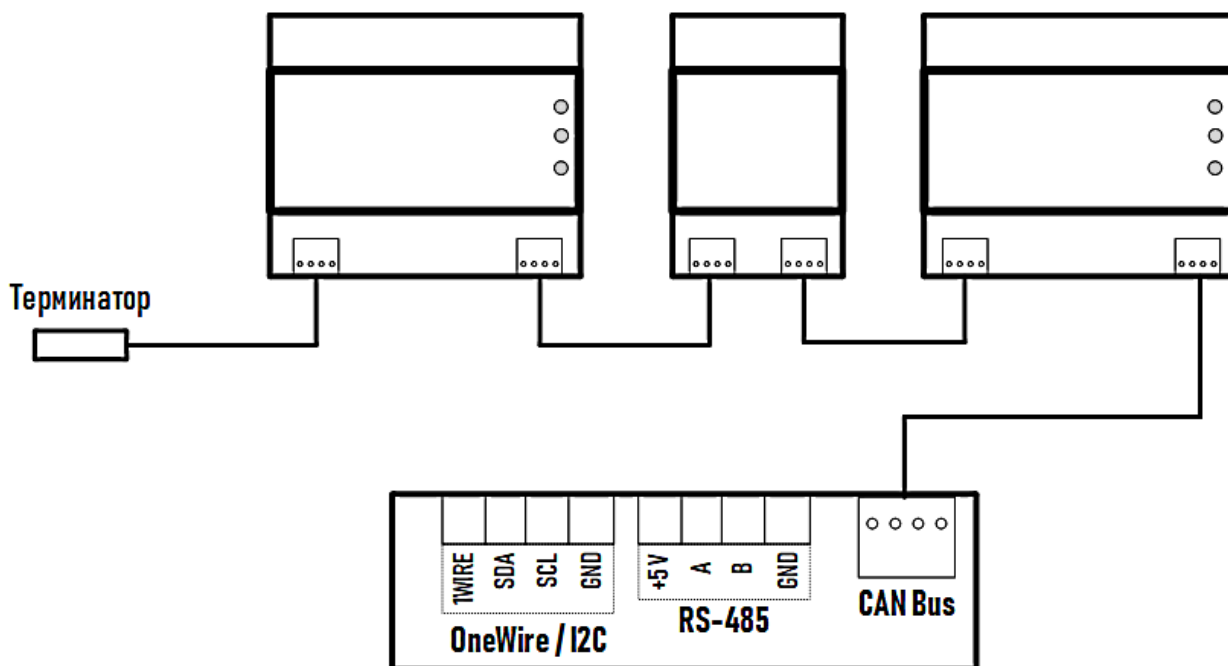 Терминатор
1WIRE
SDA
SCL
GND
+5V
A
B
GND
OneWire / I2C
RS-485
CAN Bus